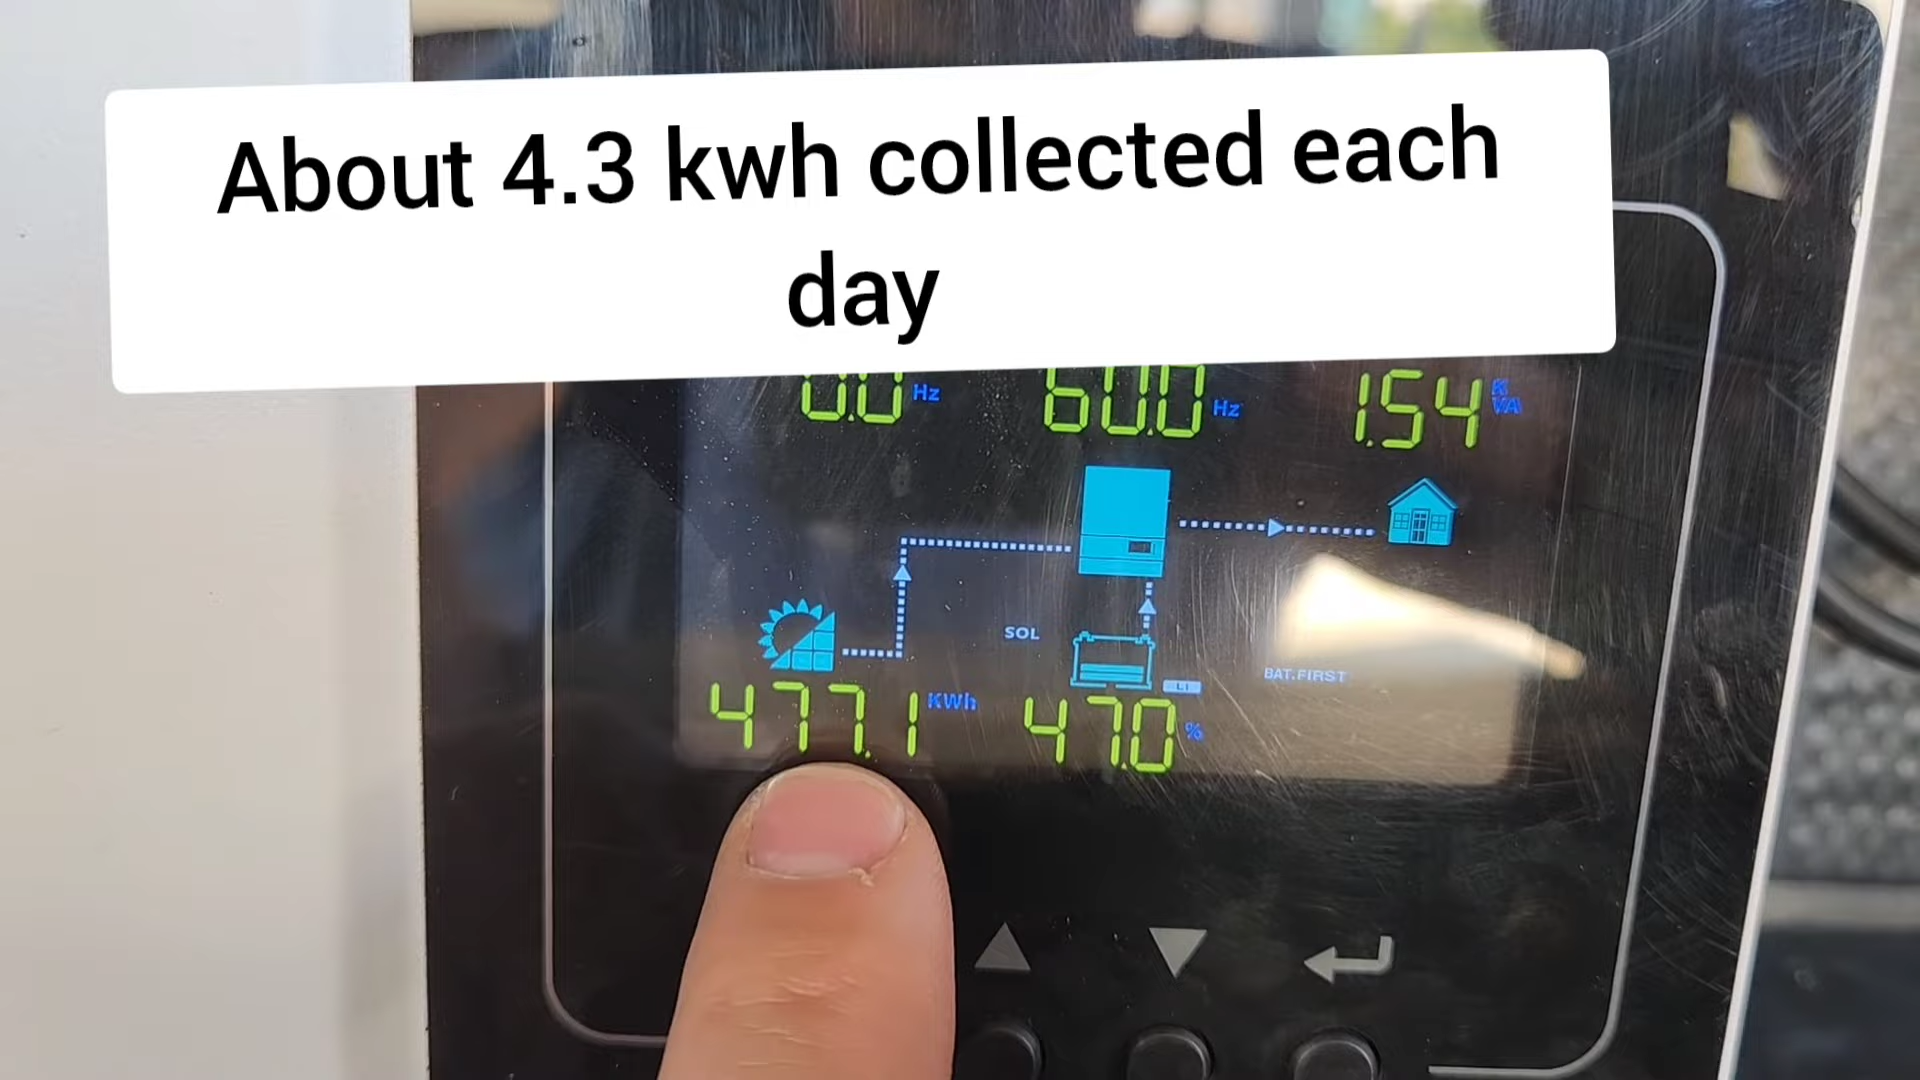 About 4.3 kwh collected each
day
0.0 Hz 60.0 Hz 1.54 K
VA
SOL
LI
BAT.FIRST
477.1 KWh 47.0 %